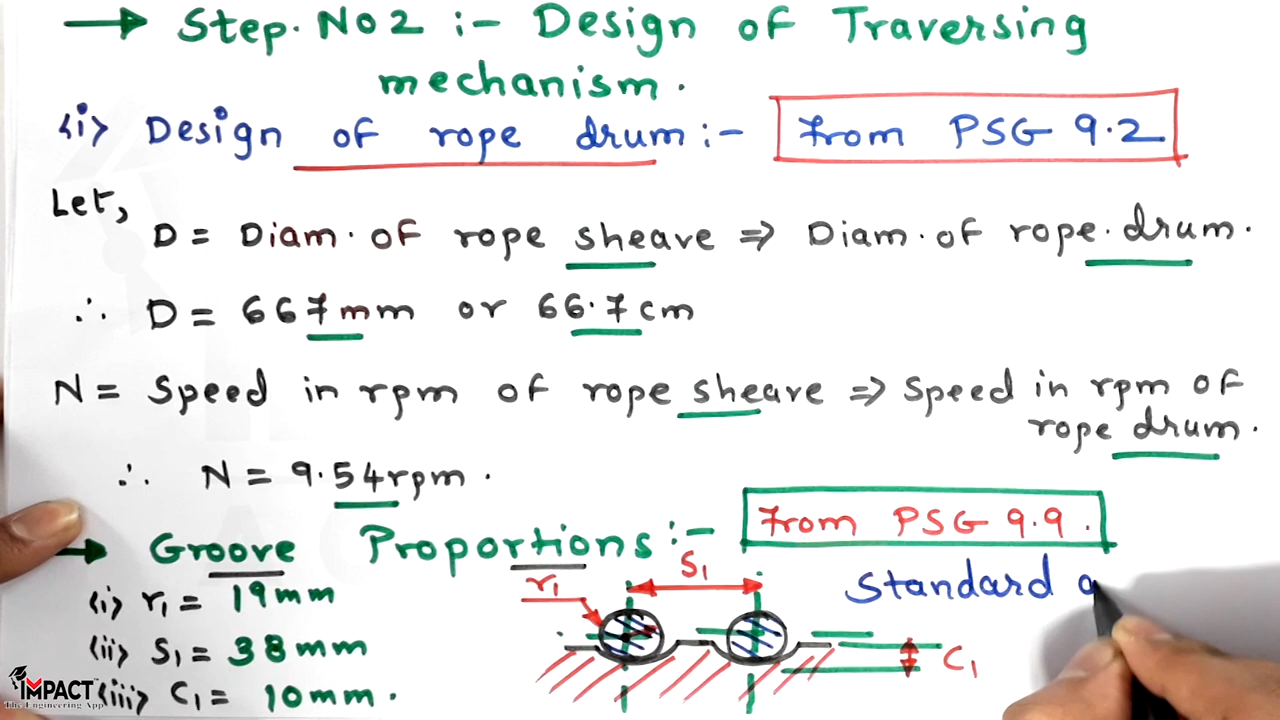 → Step. No 2 :- Design of Traversing
mechanism.
(i) Design of rope drum :- From PSG 9.2
Let,
D = Diam. of rope sheave ⇒ Diam. of rope. drum.
∴ D = 667mm or 66.7cm
N = Speed in rpm of rope sheave ⇒ Speed in rpm of
rope drum.
∴ N = 9.54rpm.
From PSG 9.9.
→ Groove Proportions :-
(i) r1 = 19mm
(ii) S1 = 38mm
(iii) C1 = 10mm.
r1
S1
C1
Standard
IMPACT
The Engineering App